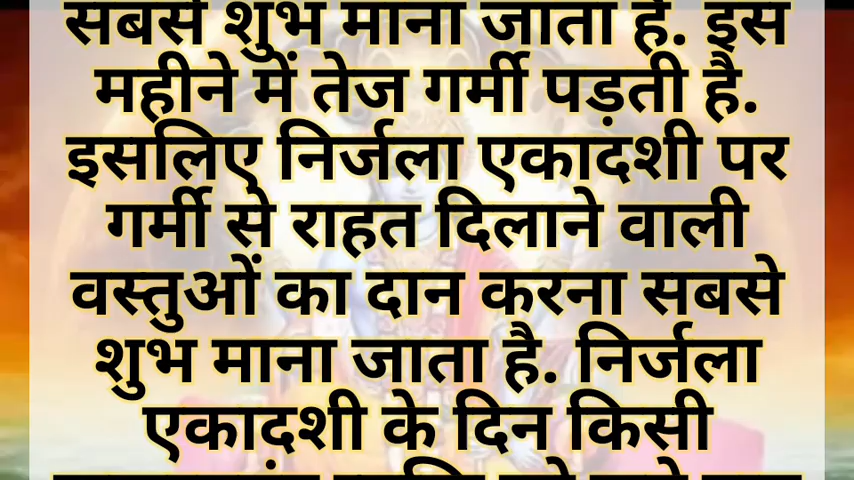 सबसे शुभ माना जाता है. इस
महीने में तेज गर्मी पड़ती है.
इसलिए निर्जला एकादशी पर
गर्मी से राहत दिलाने वाली
वस्तुओं का दान करना सबसे
शुभ माना जाता है. निर्जला
एकादशी के दिन किसी